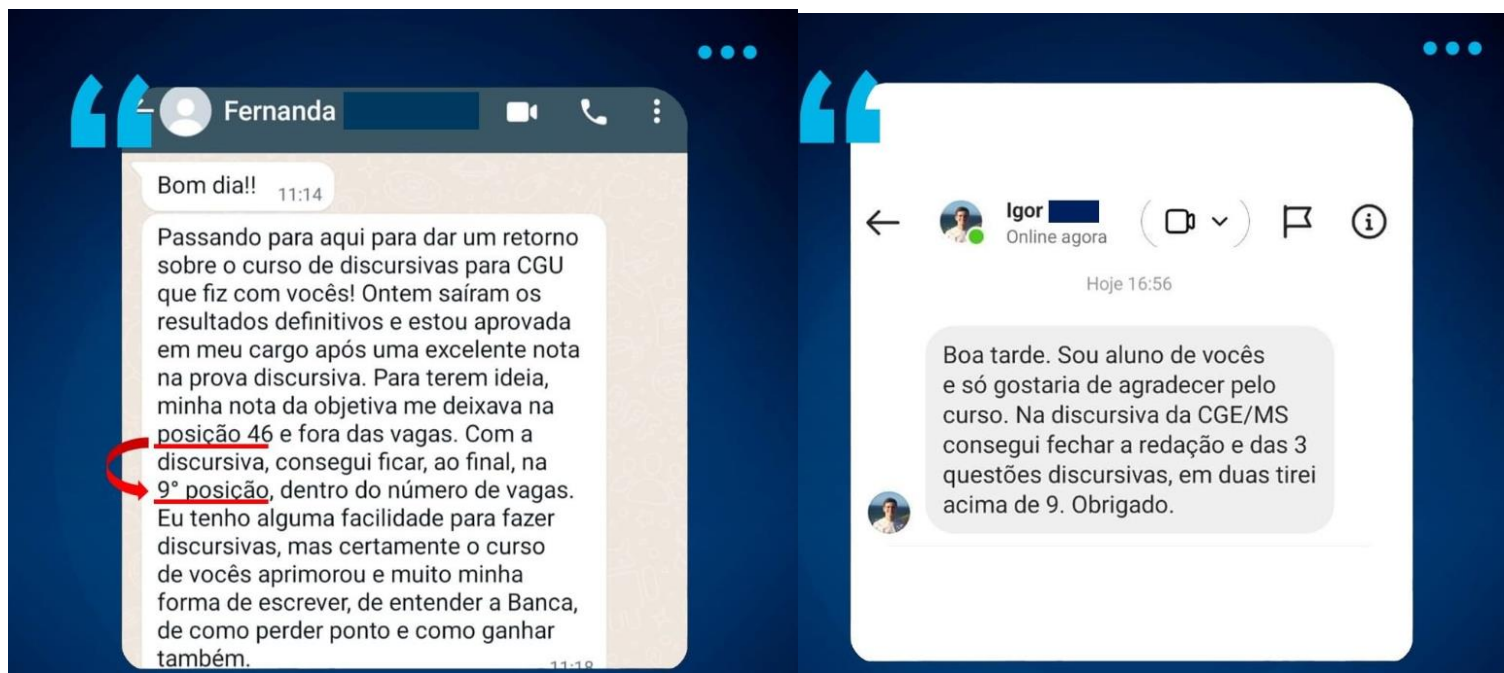 Fernanda
Bom dia!! 11:14
Passando para aqui para dar um retorno
sobre o curso de discursivas para CGU
que fiz com vocês! Ontem saíram os
resultados definitivos e estou aprovada
em meu cargo após uma excelente nota
na prova discursiva. Para terem ideia,
minha nota da objetiva me deixava na
posição 46 e fora das vagas. Com a
discursiva, consegui ficar, ao final, na
9° posição, dentro do número de vagas.
Eu tenho alguma facilidade para fazer
discursivas, mas certamente o curso
de vocês aprimorou e muito minha
forma de escrever, de entender a Banca,
de como perder ponto e como ganhar
também. 11:18
Igor
Online agora
Hoje 16:56
Boa tarde. Sou aluno de vocês
e só gostaria de agradecer pelo
curso. Na discursiva da CGE/MS
consegui fechar a redação e das 3
questões discursivas, em duas tirei
acima de 9. Obrigado.